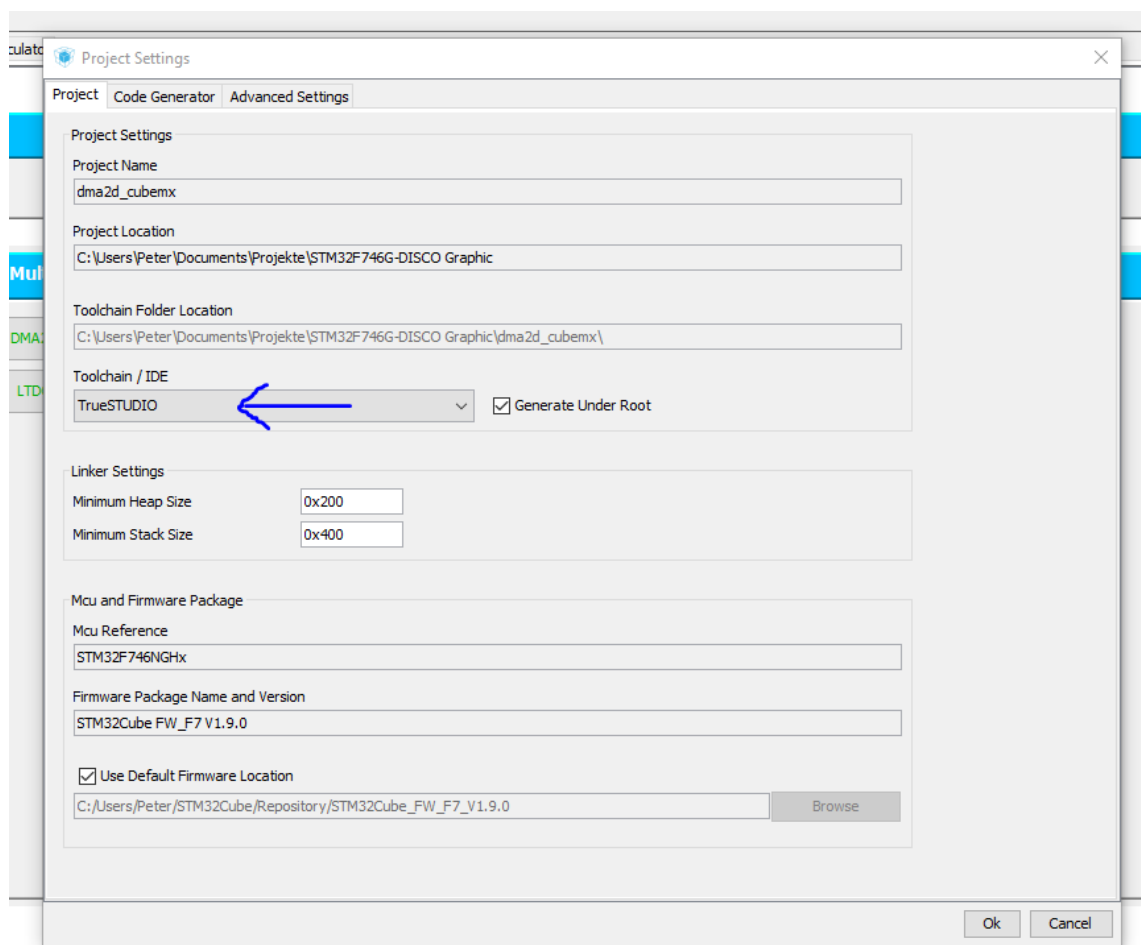 Project Settings
Project Code Generator Advanced Settings
Project Settings
Project Name
dma2d_cubemx
Project Location
C:\Users\Peter\Documents\Projekte\STM32F746G-DISCO Graphic
Toolchain Folder Location
C:\Users\Peter\Documents\Projekte\STM32F746G-DISCO Graphic\dma2d_cubemx\
Toolchain / IDE
TrueSTUDIO Generate Under Root
Linker Settings
Minimum Heap Size 0x200
Minimum Stack Size 0x400
Mcu and Firmware Package
Mcu Reference
STM32F746NGHx
Firmware Package Name and Version
STM32Cube FW_F7 V1.9.0
Use Default Firmware Location
C:/Users/Peter/STM32Cube/Repository/STM32Cube_FW_F7_V1.9.0 Browse
Ok Cancel